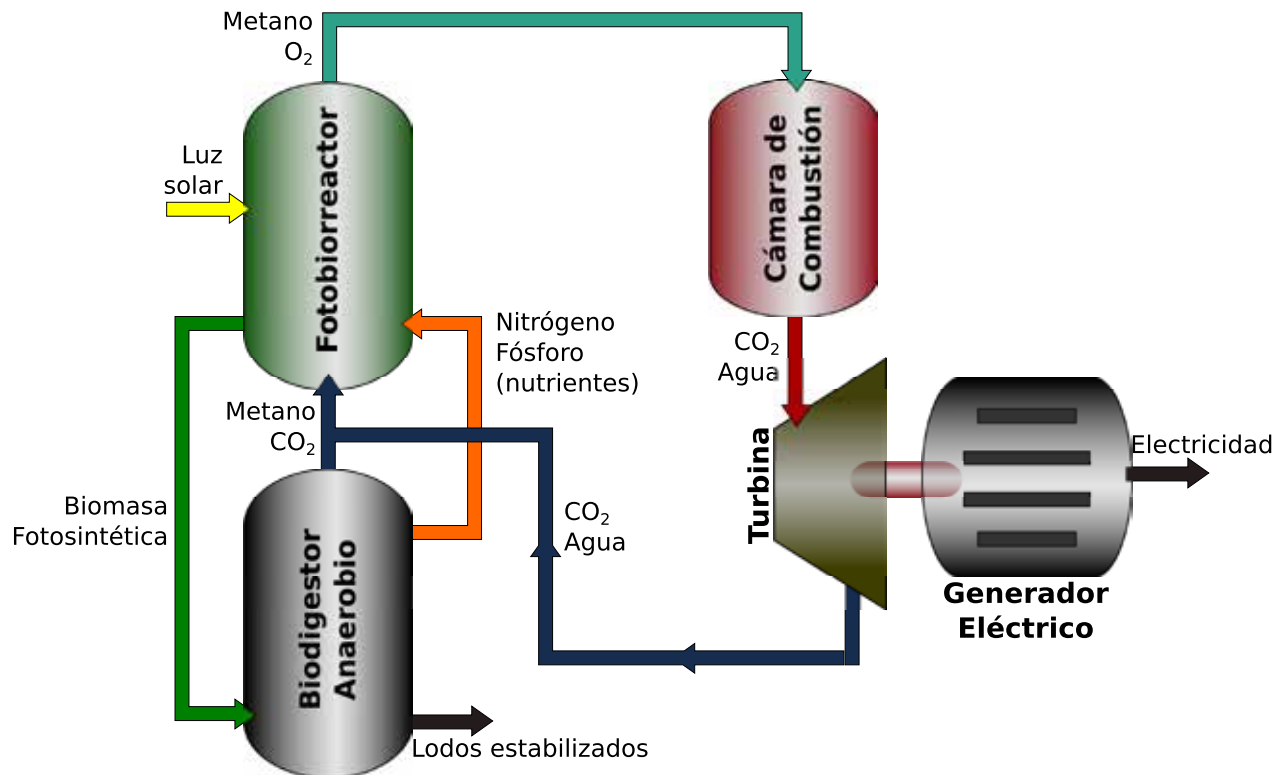 Metano
O₂
Luz
solar
Fotobiorreactor
Cámara de
Combustión
Nitrógeno
Fósforo
(nutrientes)
CO₂
Agua
Metano
CO₂
Turbina
Electricidad
Biomasa
Fotosintética
CO₂
Agua
Biodigestor
Anaerobio
Generador
Eléctrico
Lodos estabilizados